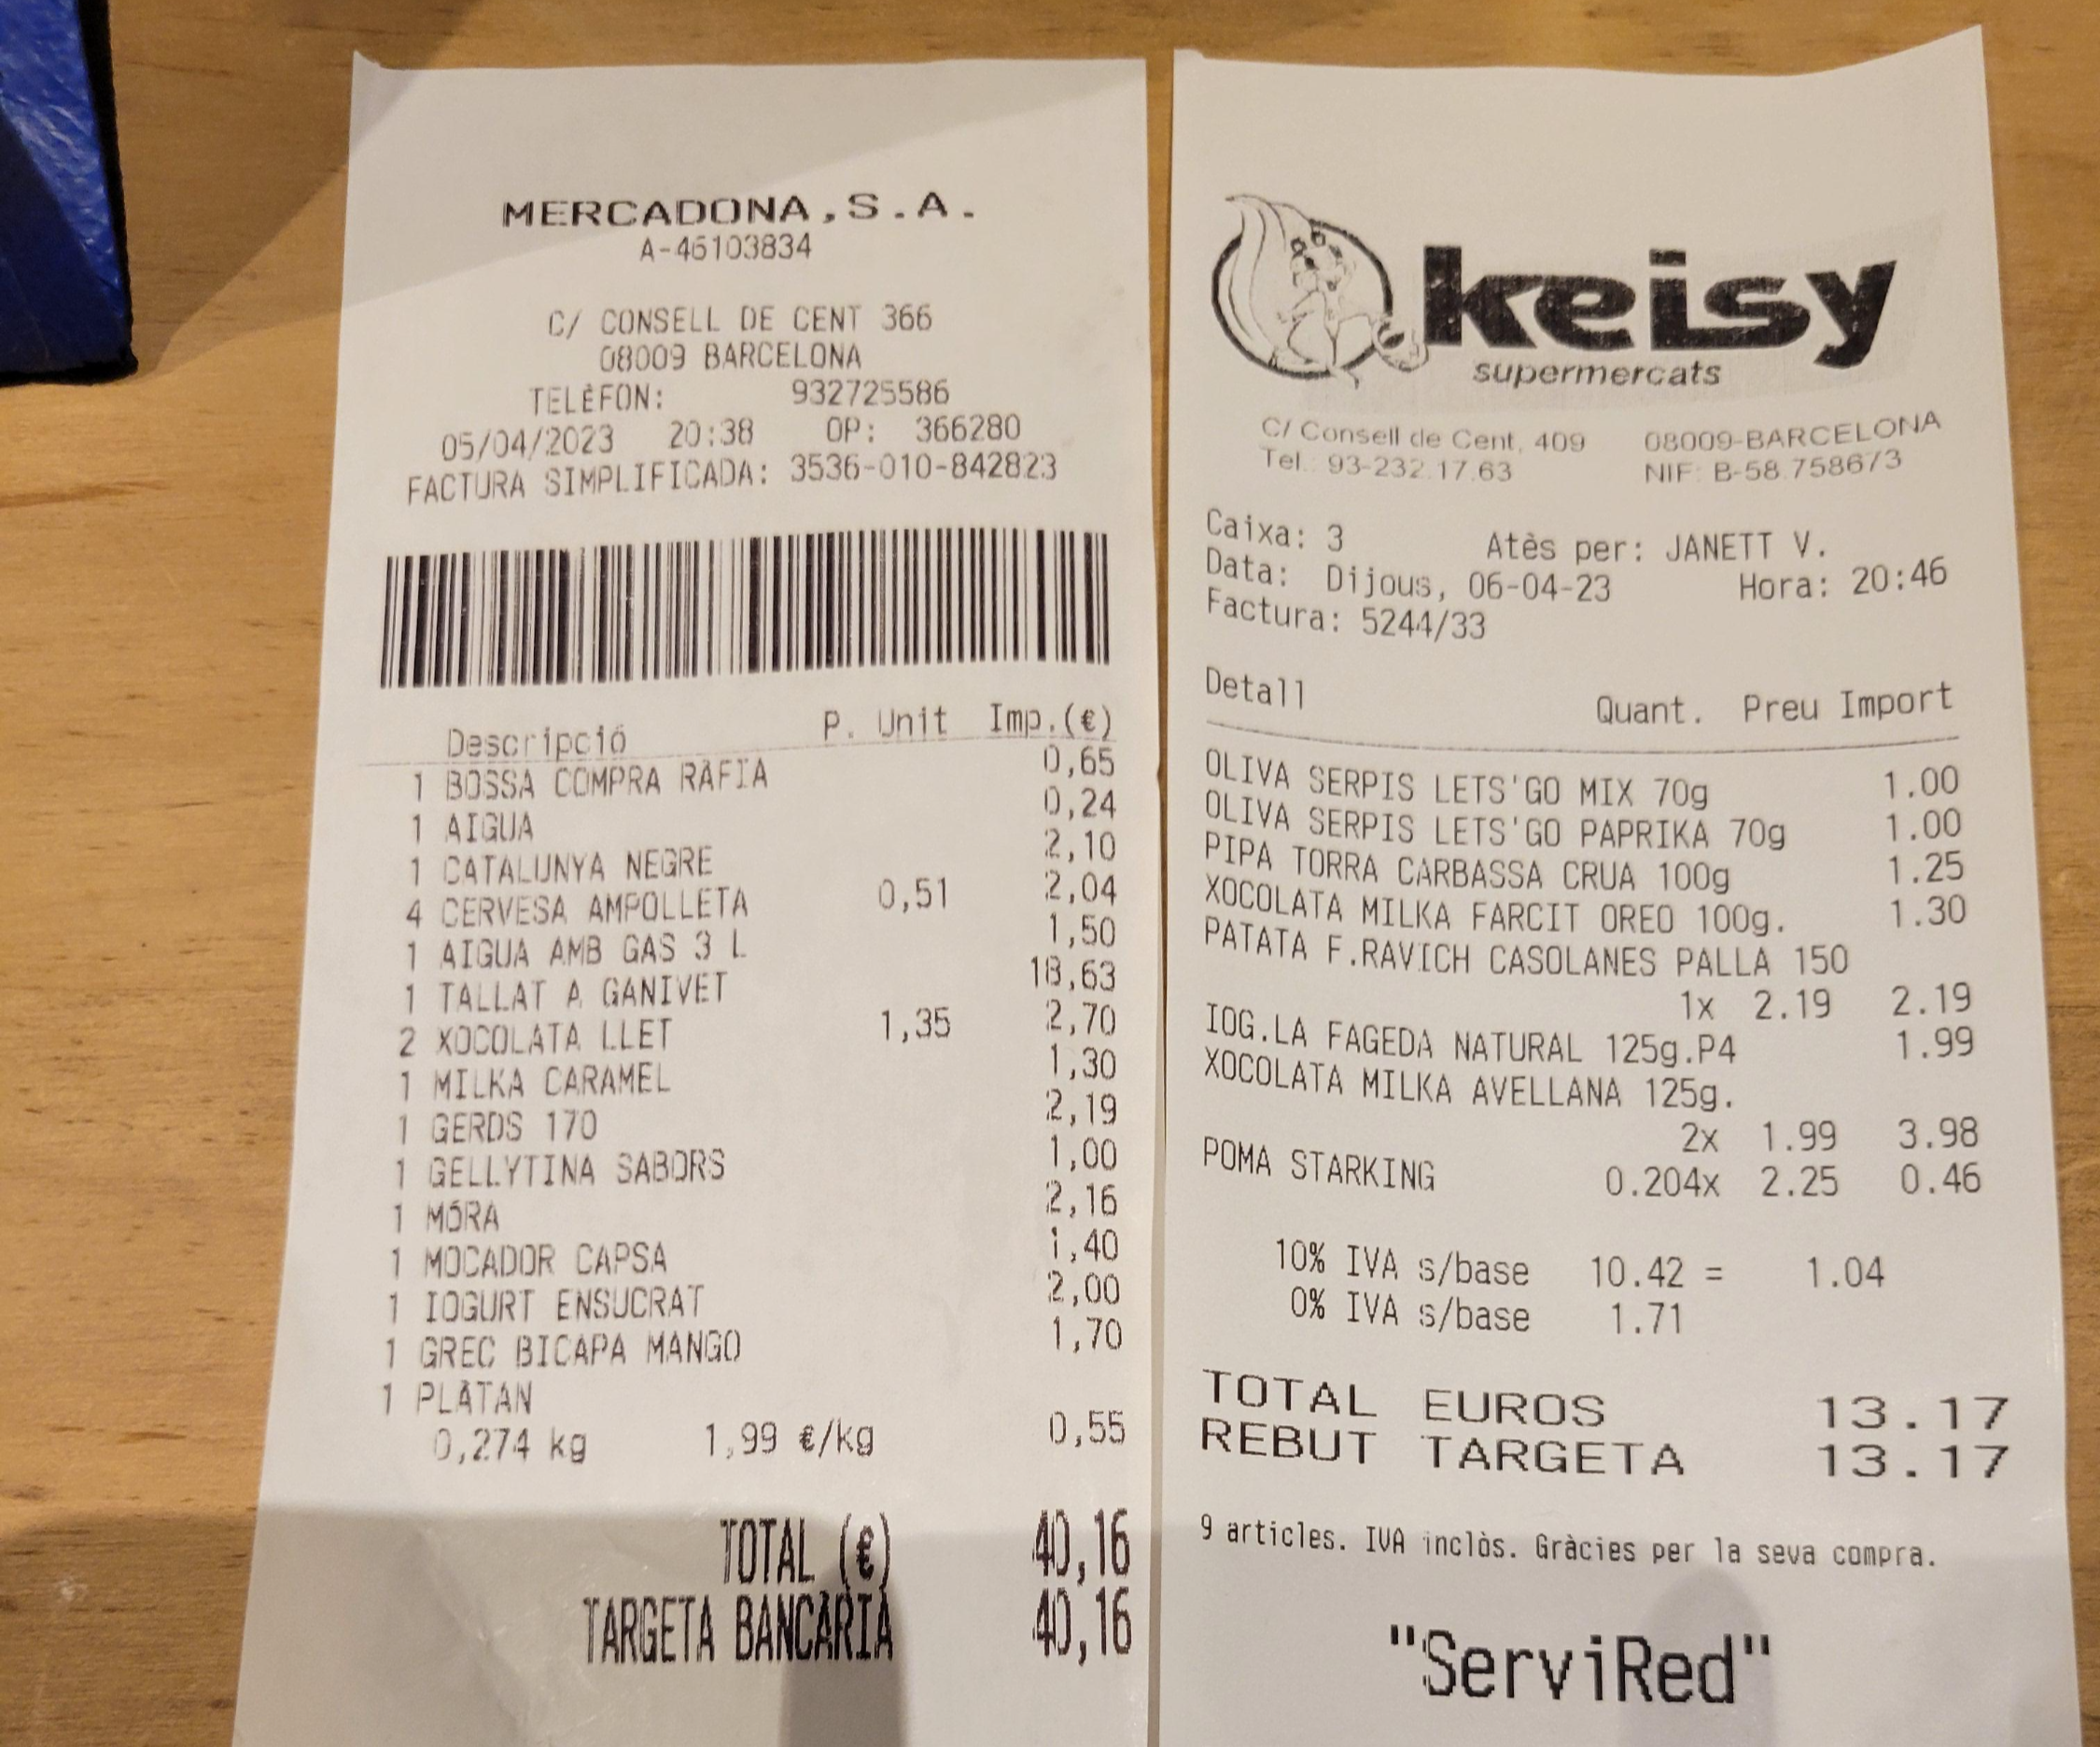 MERCADONA,S.A.
A-46103834
C/ CONSELL DE CENT 366
08009 BARCELONA
TELÈFON: 932725586
05/04/2023 20:38 OP: 366280
FACTURA SIMPLIFICADA: 3536-010-842823
Descripció P. Unit Imp.(€)
1 BOSSA COMPRA RÀFIA 0,65
1 AIGUA 0,24
1 CATALUNYA NEGRE 2,10
4 CERVESA AMPOLLETA 0,51 2,04
1 AIGUA AMB GAS 3 L 1,50
1 TALLAT A GANIVET 18,63
2 XOCOLATA LLET 1,35 2,70
1 MILKA CARAMEL 1,30
1 GERDS 170 2,19
1 GELLYTINA SABORS 1,00
1 MÓRA 2,16
1 MOCADOR CAPSA 1,40
1 IOGURT ENSUCRAT 2,00
1 GREC BICAPA MANGO 1,70
1 PLÀTAN
0,274 kg 1,99 €/kg 0,55
TOTAL (€) 40,16
TARGETA BANCÀRIA 40,16
keisy
supermercats
C/ Consell de Cent, 409 08009-BARCELONA
Tel.: 93-232.17.63 NIF: B-58.758673
Caixa: 3 Atès per: JANETT V.
Data: Dijous, 06-04-23 Hora: 20:46
Factura: 5244/33
Detall Quant. Preu Import
OLIVA SERPIS LETS'GO MIX 70g 1.00
OLIVA SERPIS LETS'GO PAPRIKA 70g 1.00
PIPA TORRA CARBASSA CRUA 100g 1.25
XOCOLATA MILKA FARCIT OREO 100g. 1.30
PATATA F.RAVICH CASOLANES PALLA 150
1x 2.19 2.19
IOG.LA FAGEDA NATURAL 125g.P4 1.99
XOCOLATA MILKA AVELLANA 125g.
2x 1.99 3.98
POMA STARKING 0.204x 2.25 0.46
10% IVA s/base 10.42 = 1.04
0% IVA s/base 1.71
TOTAL EUROS 13.17
REBUT TARGETA 13.17
9 articles. IVA inclòs. Gràcies per la seva compra.
"ServiRed"